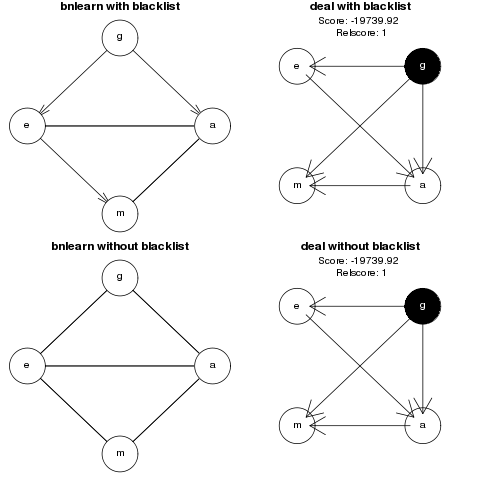 bnlearn with blacklist
g
e
a
m
deal with blacklist
Score: -19739.92
Relscore: 1
e
g
m
a
bnlearn without blacklist
g
e
a
m
deal without blacklist
Score: -19739.92
Relscore: 1
e
g
m
a